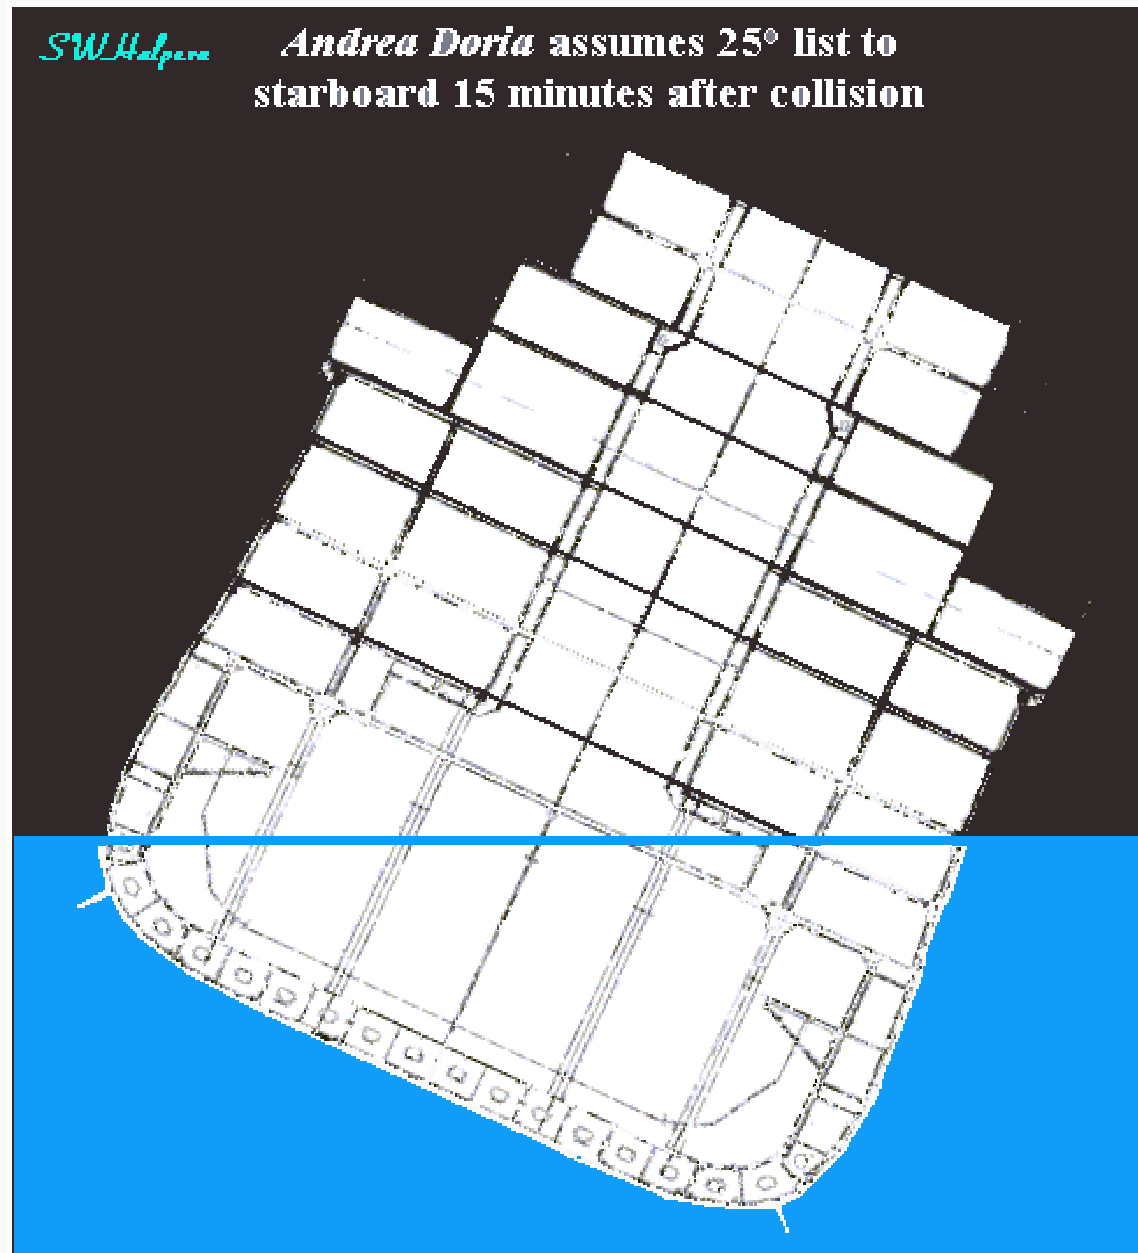 SWHalpern
Andrea Doria assumes 25° list to
starboard 15 minutes after collision